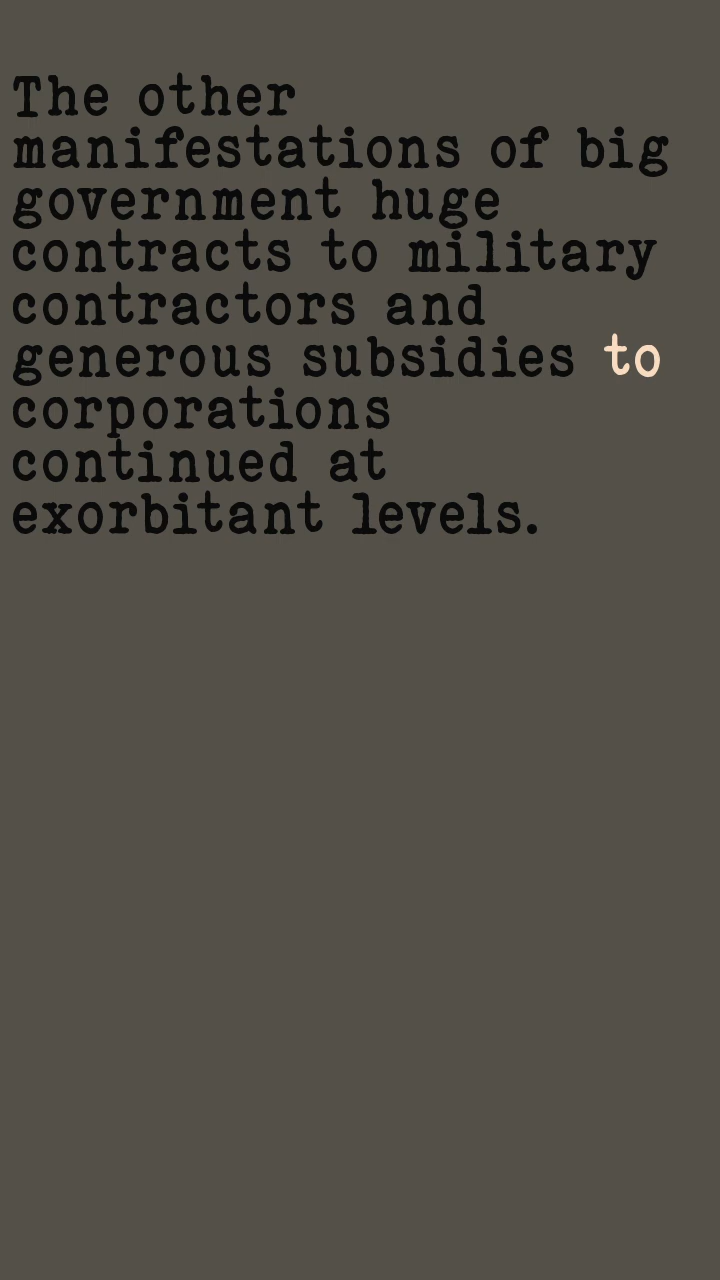 The other
manifestations of big
government huge
contracts to military
contractors and
generous subsidies to
corporations
continued at
exorbitant levels.